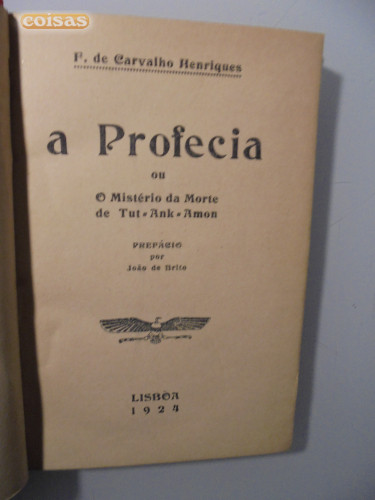 coisas
F. de Carvalho Henriques
a Profecia
ou
O Mistério da Morte
de Tut-Ank-Amon
PREFÁCIO
por
João de Brito
LISBÔA
1924